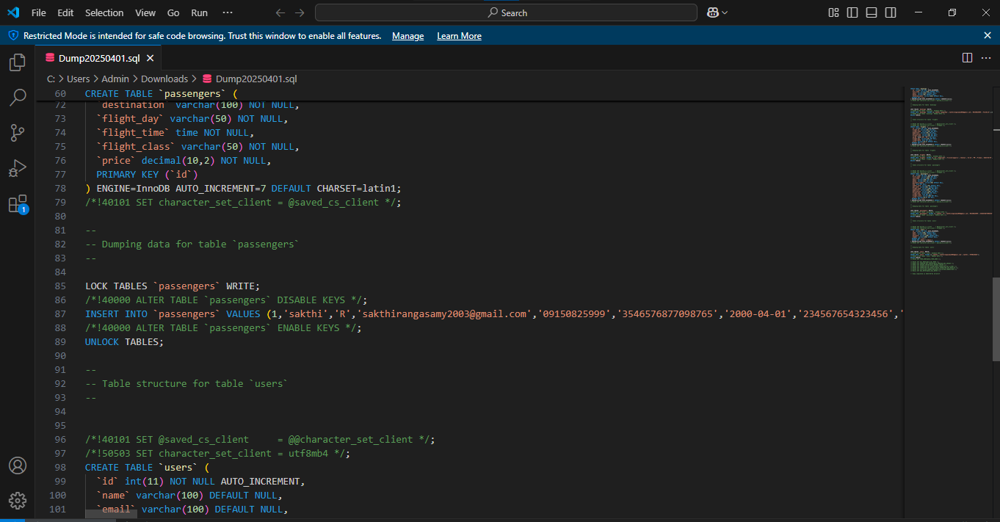 File Edit Selection View Go Run ··· Search
Restricted Mode is intended for safe code browsing. Trust this window to enable all features. Manage Learn More
Dump20250401.sql
C: > Users > Admin > Downloads > Dump20250401.sql
60 CREATE TABLE `passengers` (
72 `destination` varchar(100) NOT NULL,
73 `flight_day` varchar(50) NOT NULL,
74 `flight_time` time NOT NULL,
75 `flight_class` varchar(50) NOT NULL,
76 `price` decimal(10,2) NOT NULL,
77 PRIMARY KEY (`id`)
78 ) ENGINE=InnoDB AUTO_INCREMENT=7 DEFAULT CHARSET=latin1;
79 /*!40101 SET character_set_client = @saved_cs_client */;
80
81 --
82 -- Dumping data for table `passengers`
83 --
84
85 LOCK TABLES `passengers` WRITE;
86 /*!40000 ALTER TABLE `passengers` DISABLE KEYS */;
87 INSERT INTO `passengers` VALUES (1,'sakthi','R','sakthirangasamy2003@gmail.com','09150825999','3546576877098765','2000-04-01','234567654323456','
88 /*!40000 ALTER TABLE `passengers` ENABLE KEYS */;
89 UNLOCK TABLES;
90
91 --
92 -- Table structure for table `users`
93 --
94
95
96 /*!40101 SET @saved_cs_client     = @@character_set_client */;
97 /*!50503 SET character_set_client = utf8mb4 */;
98 CREATE TABLE `users` (
99 `id` int(11) NOT NULL AUTO_INCREMENT,
100 `name` varchar(100) DEFAULT NULL,
101 `email` varchar(100) DEFAULT NULL,
1